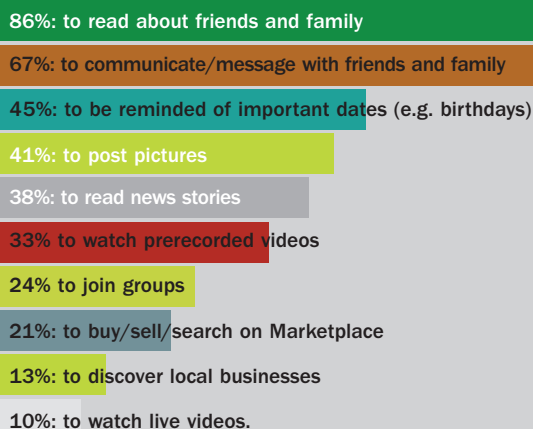 86%: to read about friends and family
67%: to communicate/message with friends and family
45%: to be reminded of important dates (e.g. birthdays)
41%: to post pictures
38%: to read news stories
33% to watch prerecorded videos
24% to join groups
21%: to buy/sell/search on Marketplace
13%: to discover local businesses
10%: to watch live videos.